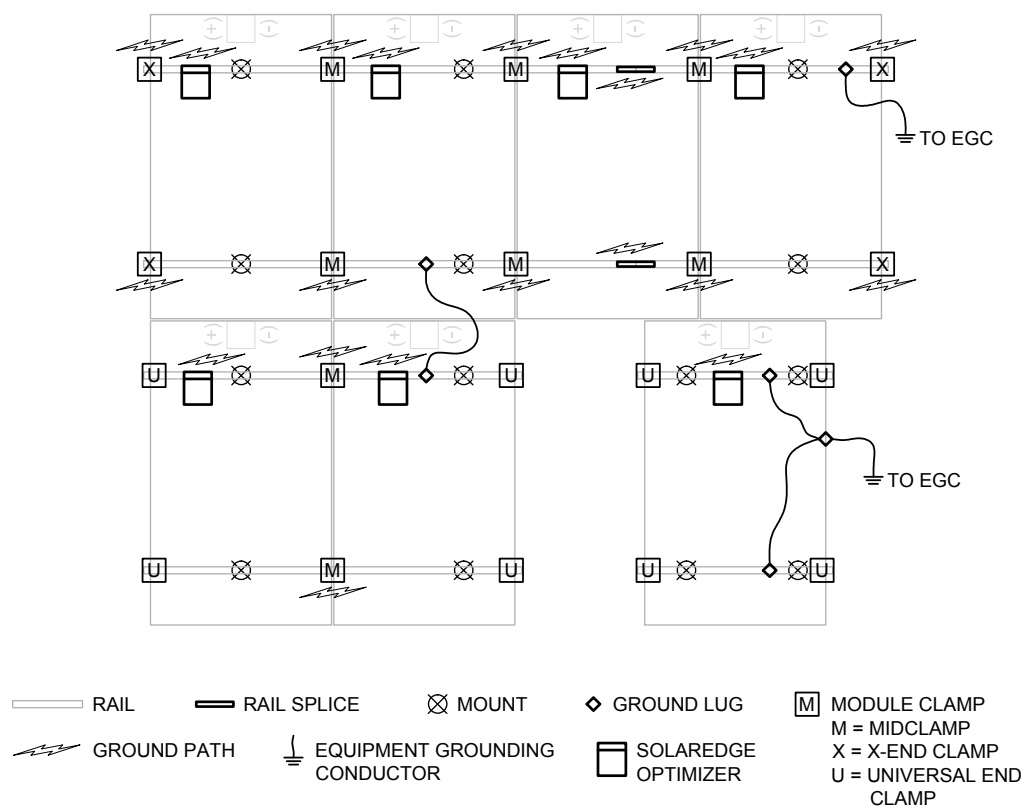 (+) (-) (+) (-) (+) (-) (+) (-)
X M M M X
TO EGC
X M M M X
(+) (-) (+) (-) (+) (-)
U M U U U
TO EGC
U M U U U
RAIL
RAIL SPLICE
MOUNT
GROUND LUG
M MODULE CLAMP
M = MIDCLAMP
X = X-END CLAMP
U = UNIVERSAL END
CLAMP
GROUND PATH
EQUIPMENT GROUNDING
CONDUCTOR
SOLAREDGE
OPTIMIZER